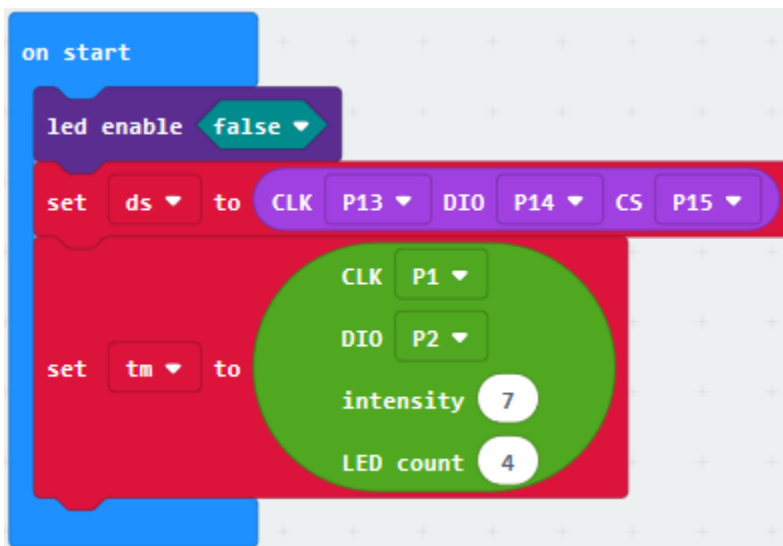 on start
led enable false
set ds to CLK P13 DIO P14 CS P15
CLK P1
DIO P2
set tm to
intensity 7
LED count 4